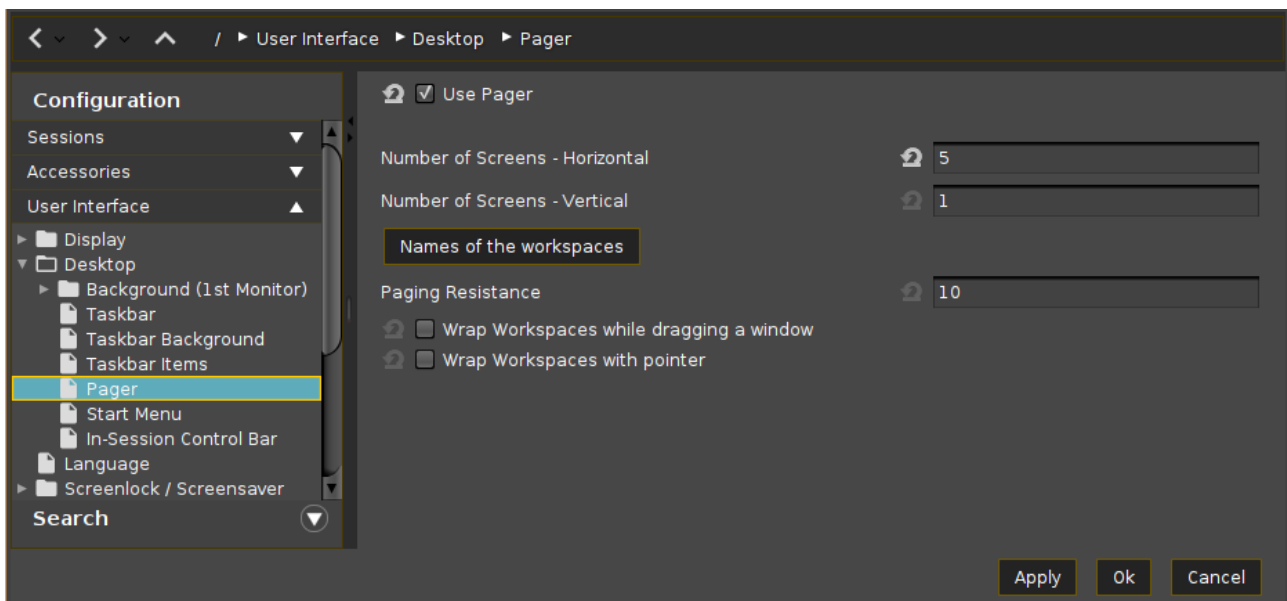 / User Interface Desktop Pager
Configuration
Sessions
Accessories
User Interface
Display
Desktop
Background (1st Monitor)
Taskbar
Taskbar Background
Taskbar Items
Pager
Start Menu
In-Session Control Bar
Language
Screenlock / Screensaver
Search
Use Pager
Number of Screens - Horizontal 5
Number of Screens - Vertical 1
Names of the workspaces
Paging Resistance 10
Wrap Workspaces while dragging a window
Wrap Workspaces with pointer
Apply Ok Cancel